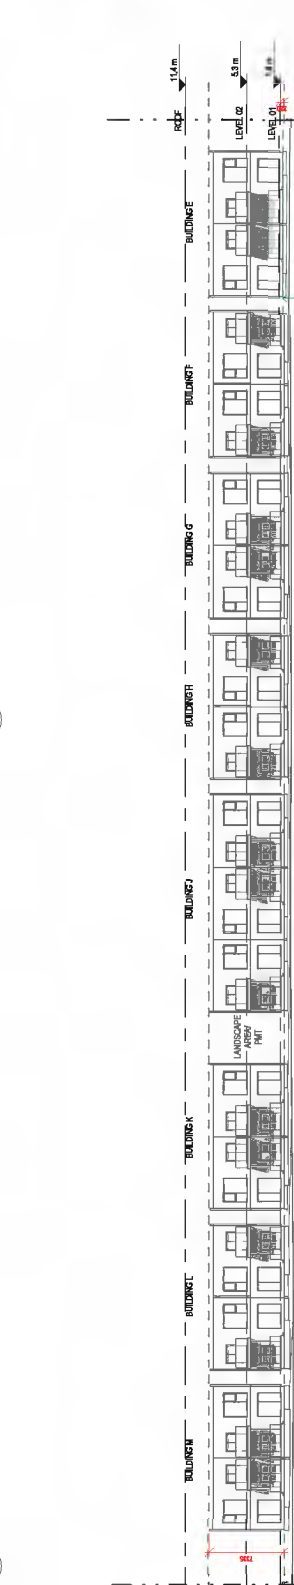 11.4 m
5.3 m
ROOF
LEVEL 02
LEVEL 01
BUILDING E
BUILDING F
BUILDING G
BUILDING H
BUILDING J
LANDSCAPE
AREA/
PMT
BUILDING K
BUILDING L
BUILDING M